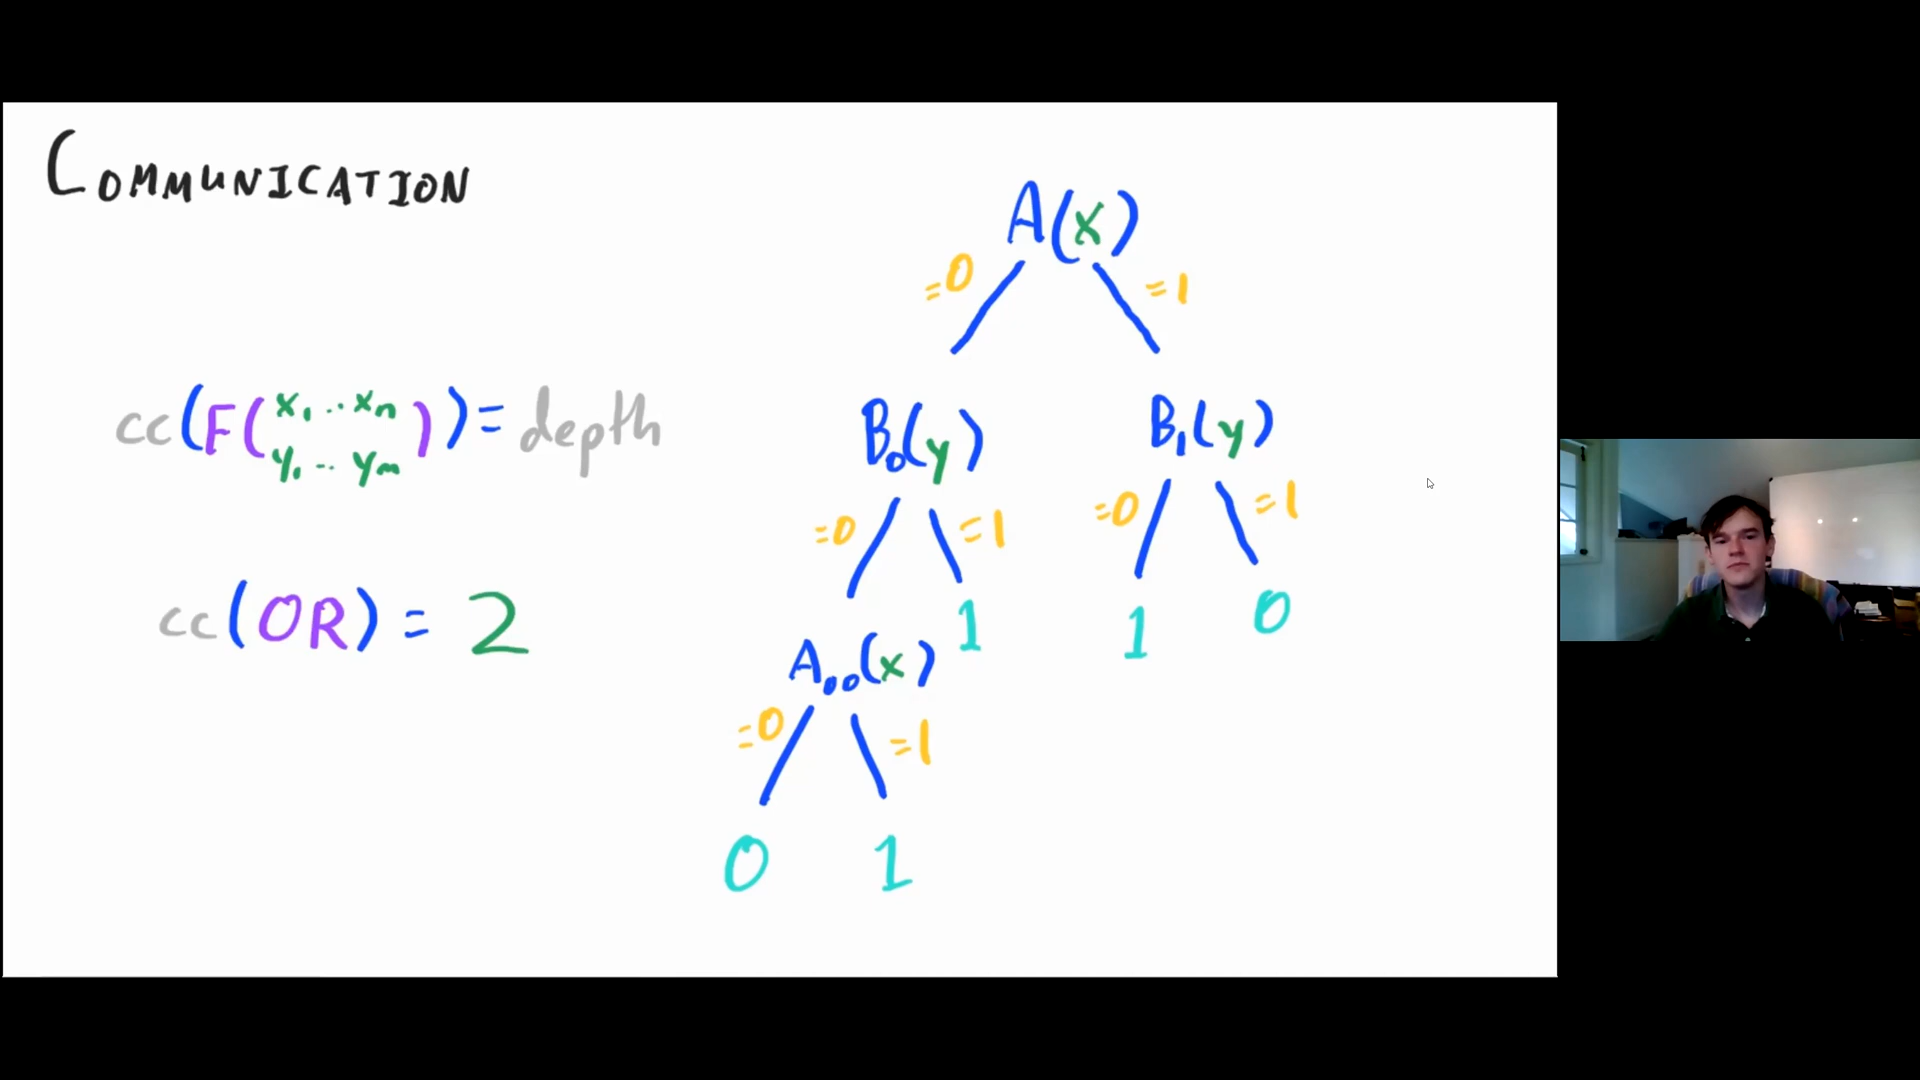 COMMUNICATION
A(x)
=0 =1
cc(F(x₁..xₙ y₁..yₘ))=depth
B₀(y) B₁(y)
=0 =1 =0 =1
cc(OR) = 2
1 1 0
A₀₀(x)
=0 =1
0 1